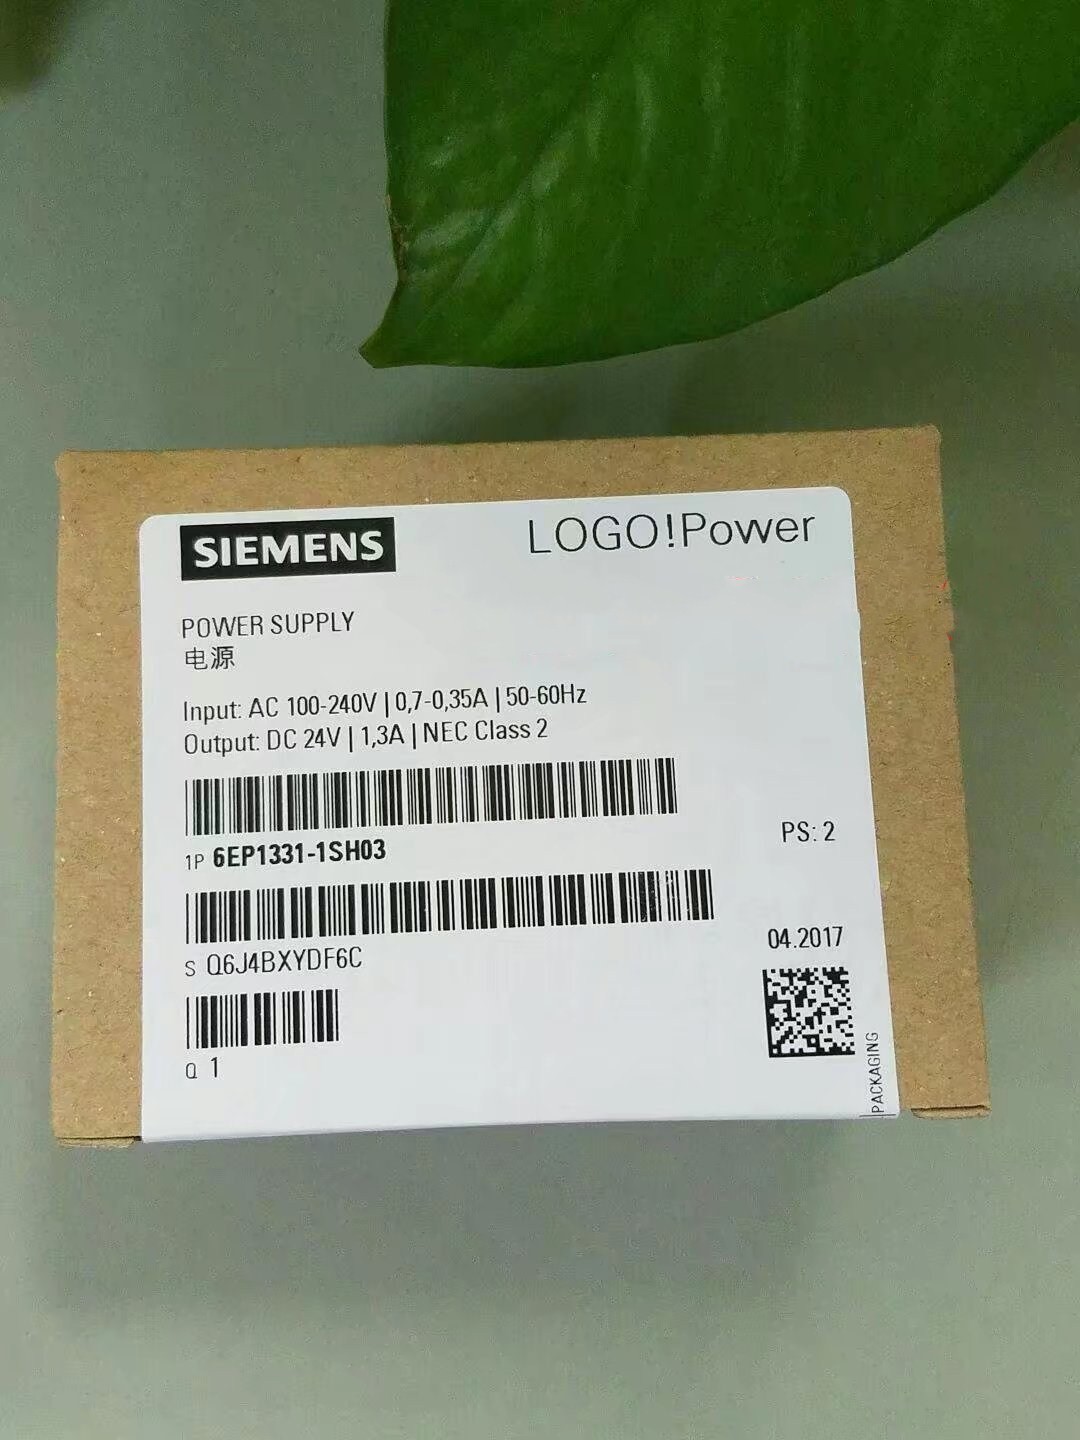 SIEMENS
LOGO!Power
POWER SUPPLY
电源
Input: AC 100-240V | 0,7-0,35A | 50-60Hz
Output: DC 24V | 1,3A | NEC Class 2
1P 6EP1331-1SH03
PS: 2
S Q6J4BXYDF6C
04.2017
Q 1
PACKAGING